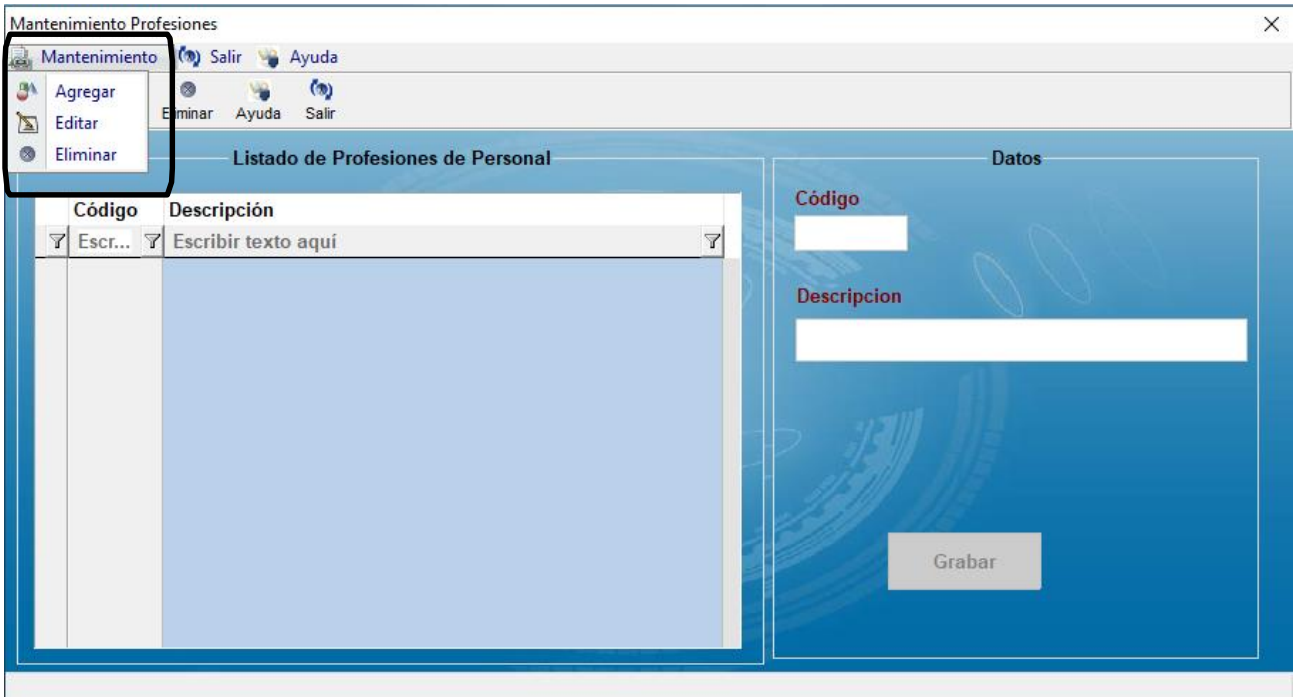 Mantenimiento Profesiones
Mantenimiento Salir Ayuda
Agregar
Editar
Eliminar
Ayuda Salir
Listado de Profesiones de Personal
Código Descripción
Escr... Escribir texto aquí
Datos
Código
Descripcion
Grabar